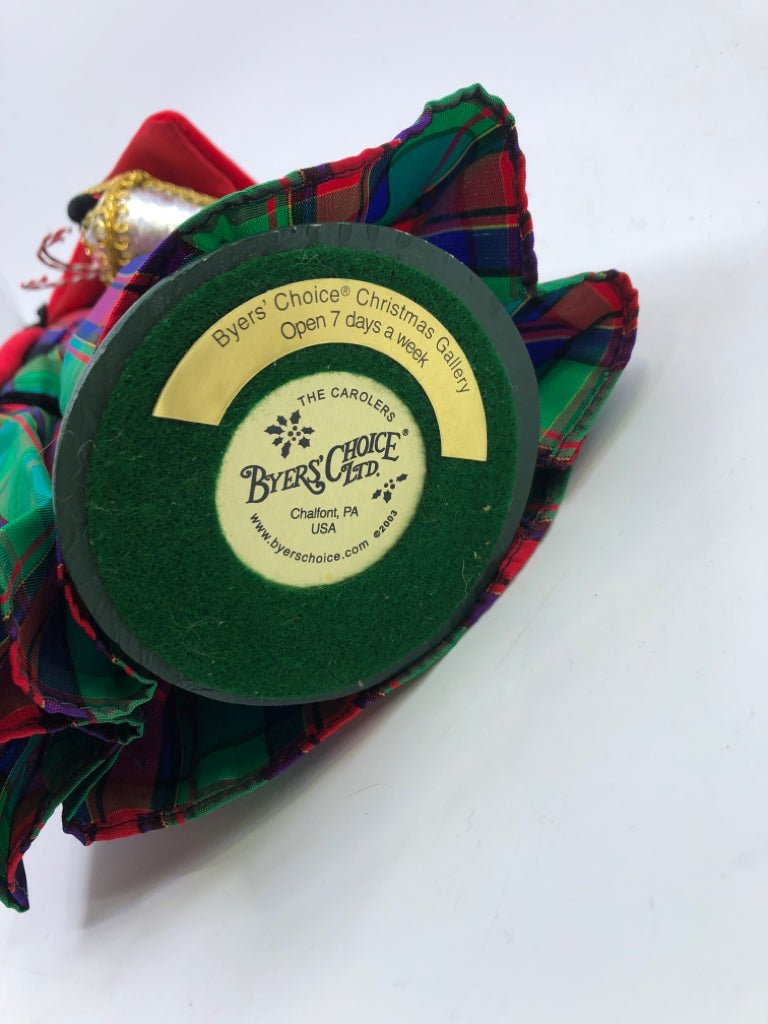 Byers' Choice® Christmas Gallery
Open 7 days a week
THE CAROLERS
BYERS' CHOICE®
LTD.
Chalfont, PA
USA
www.byerschoice.com ©2003